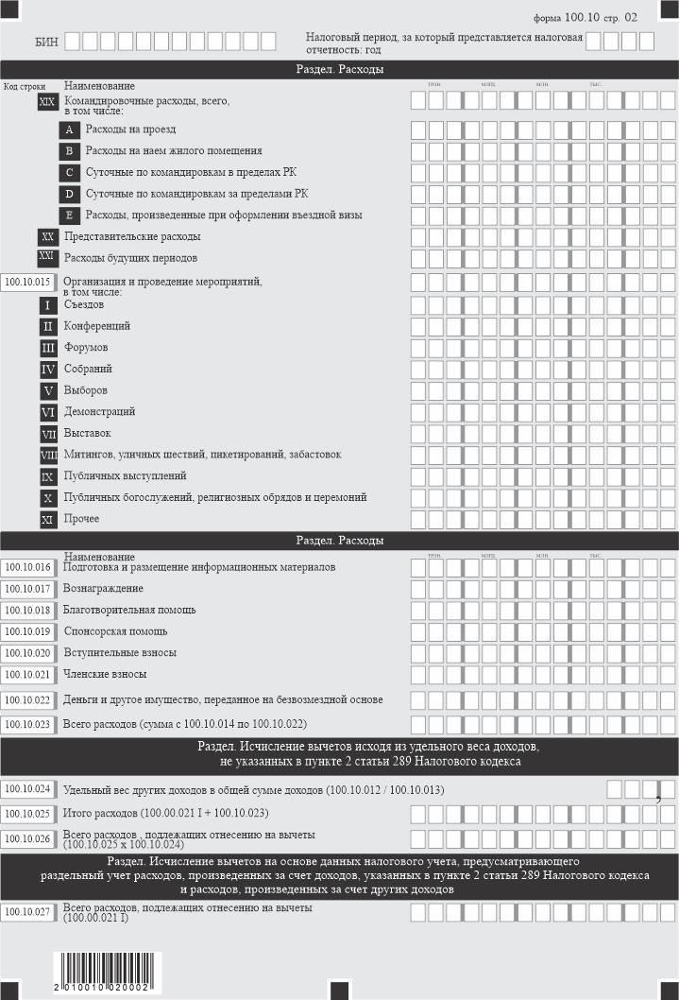 форма 100.10 стр. 02
БИН
Налоговый период, за который представляется налоговая
отчетность: год
Раздел. Расходы
Код строки Наименование ТРЛН. МЛРД. МЛН. ТЫС.
XIX Командировочные расходы, всего,
в том числе:
A Расходы на проезд
B Расходы на наем жилого помещения
C Суточные по командировкам в пределах РК
D Суточные по командировкам за пределами РК
E Расходы, произведенные при оформлении въездной визы
XX Представительские расходы
XXI Расходы будущих периодов
100.10.015 Организация и проведение мероприятий,
в том числе:
I Съездов
II Конференций
III Форумов
IV Собраний
V Выборов
VI Демонстраций
VII Выставок
VIII Митингов, уличных шествий, пикетирований, забастовок
IX Публичных выступлений
X Публичных богослужений, религиозных обрядов и церемоний
XI Прочее
Раздел. Расходы
Наименование ТРЛН. МЛРД. МЛН. ТЫС.
100.10.016 Подготовка и размещение информационных материалов
100.10.017 Вознаграждение
100.10.018 Благотворительная помощь
100.10.019 Спонсорская помощь
100.10.020 Вступительные взносы
100.10.021 Членские взносы
100.10.022 Деньги и другое имущество, переданное на безвозмездной основе
100.10.023 Всего расходов (сумма с 100.10.014 по 100.10.022)
Раздел. Исчисление вычетов исходя из удельного веса доходов,
не указанных в пункте 2 статьи 289 Налогового кодекса
100.10.024 Удельный вес других доходов в общей сумме доходов (100.10.012 / 100.10.013) ,
100.10.025 Итого расходов (100.00.021 I + 100.10.023)
100.10.026 Всего расходов , подлежащих отнесению на вычеты
(100.10.025 х 100.10.024)
Раздел. Исчисление вычетов на основе данных налогового учета, предусматривающего
раздельный учет расходов, произведенных за счет доходов, указанных в пункте 2 статьи 289 Налогового кодекса
и расходов, произведенных за счет других доходов
100.10.027 Всего расходов, подлежащих отнесению на вычеты
(100.00.021 I)
2 010010 020002